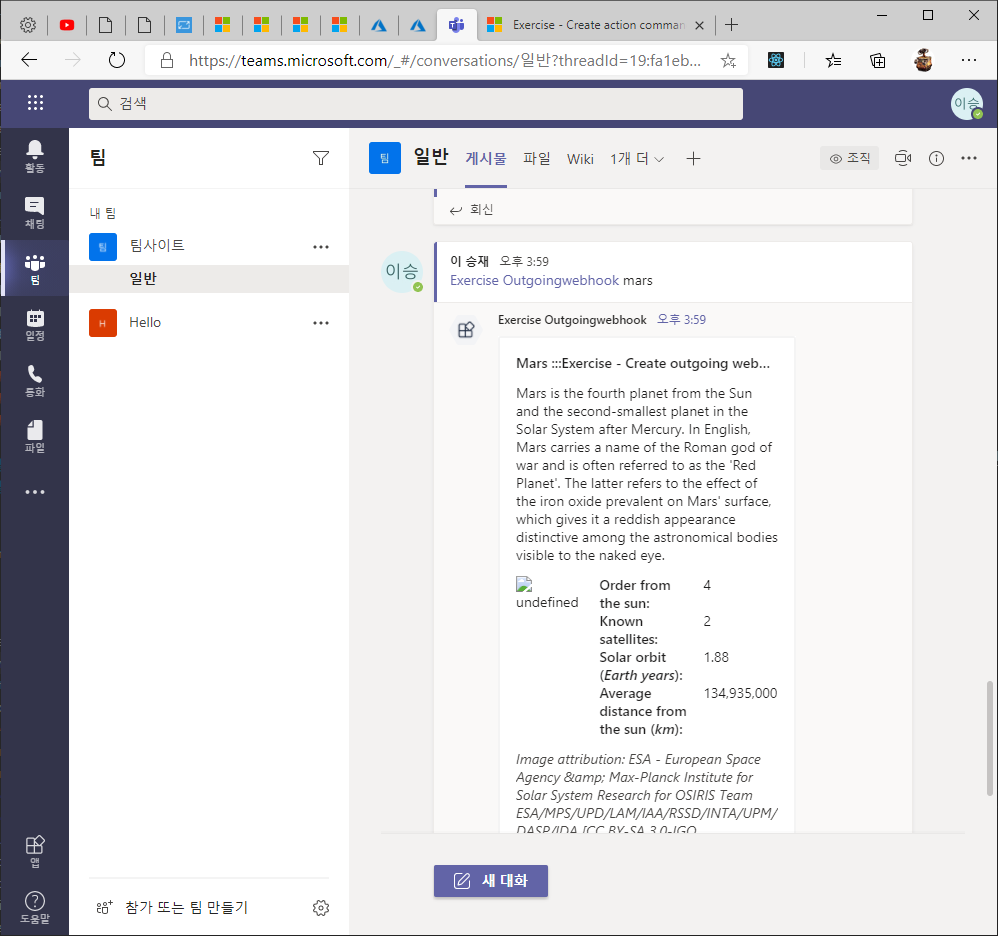 Exercise - Create action comman
https://teams.microsoft.com/_#/conversations/일반?threadId=19:fa1eb...
검색
이승
활동
채팅
팀
일정
통화
파일
앱
도움말
팀
내 팀
팀
팀사이트
일반
H
Hello
참가 또는 팀 만들기
팀
일반
게시물
파일
Wiki
1개 더
조직
회신
이승
이 승재 오후 3:59
Exercise Outgoingwebhook mars
Exercise Outgoingwebhook 오후 3:59
Mars :::Exercise - Create outgoing web...
Mars is the fourth planet from the Sun
and the second-smallest planet in the
Solar System after Mercury. In English,
Mars carries a name of the Roman god of
war and is often referred to as the 'Red
Planet'. The latter refers to the effect of
the iron oxide prevalent on Mars' surface,
which gives it a reddish appearance
distinctive among the astronomical bodies
visible to the naked eye.
undefined
Order from 4
the sun:
Known 2
satellites:
Solar orbit 1.88
(Earth years):
Average 134,935,000
distance from
the sun (km):
Image attribution: ESA - European Space
Agency &amp; Max-Planck Institute for
Solar System Research for OSIRIS Team
ESA/MPS/UPD/LAM/IAA/RSSD/INTA/UPM/
DASP/IDA [CC BY-SA 3.0-IGO
새 대화